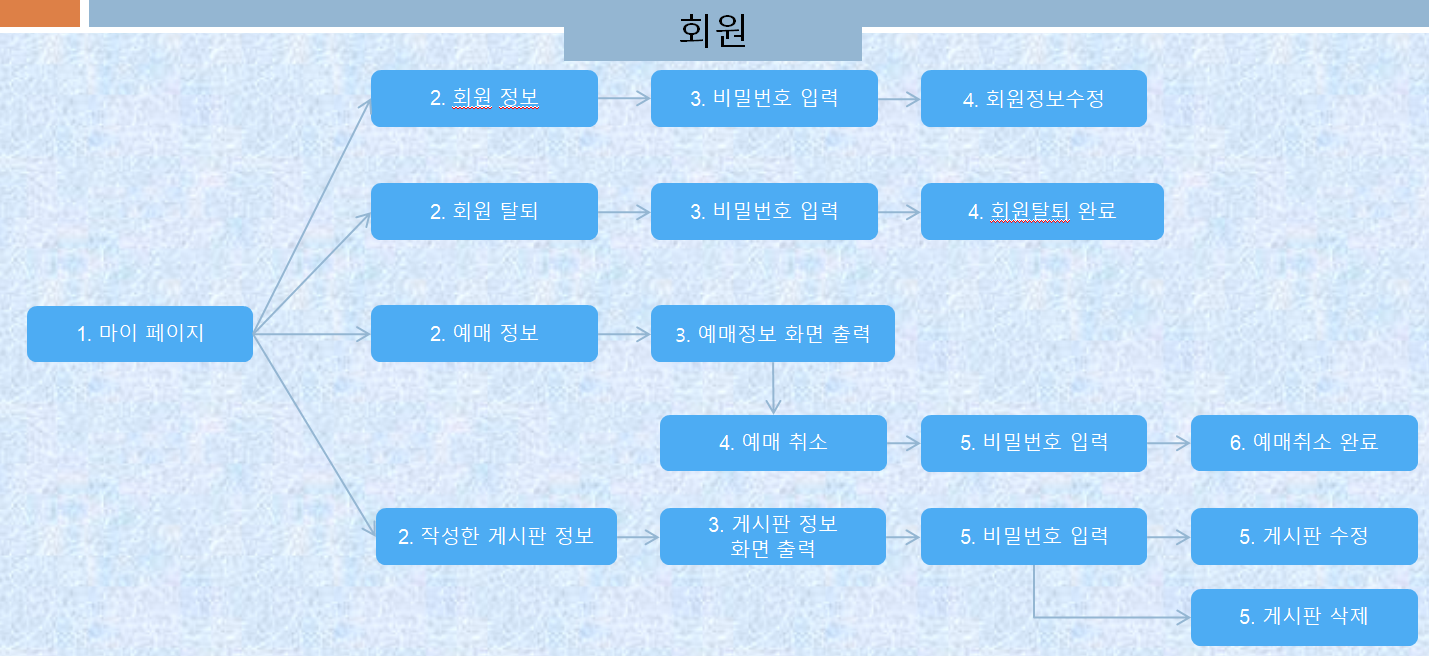 회원
2. 회원 정보
3. 비밀번호 입력
4. 회원정보수정
2. 회원 탈퇴
3. 비밀번호 입력
4. 회원탈퇴 완료
1. 마이 페이지
2. 예매 정보
3. 예매정보 화면 출력
4. 예매 취소
5. 비밀번호 입력
6. 예매취소 완료
2. 작성한 게시판 정보
3. 게시판 정보
화면 출력
5. 비밀번호 입력
5. 게시판 수정
5. 게시판 삭제